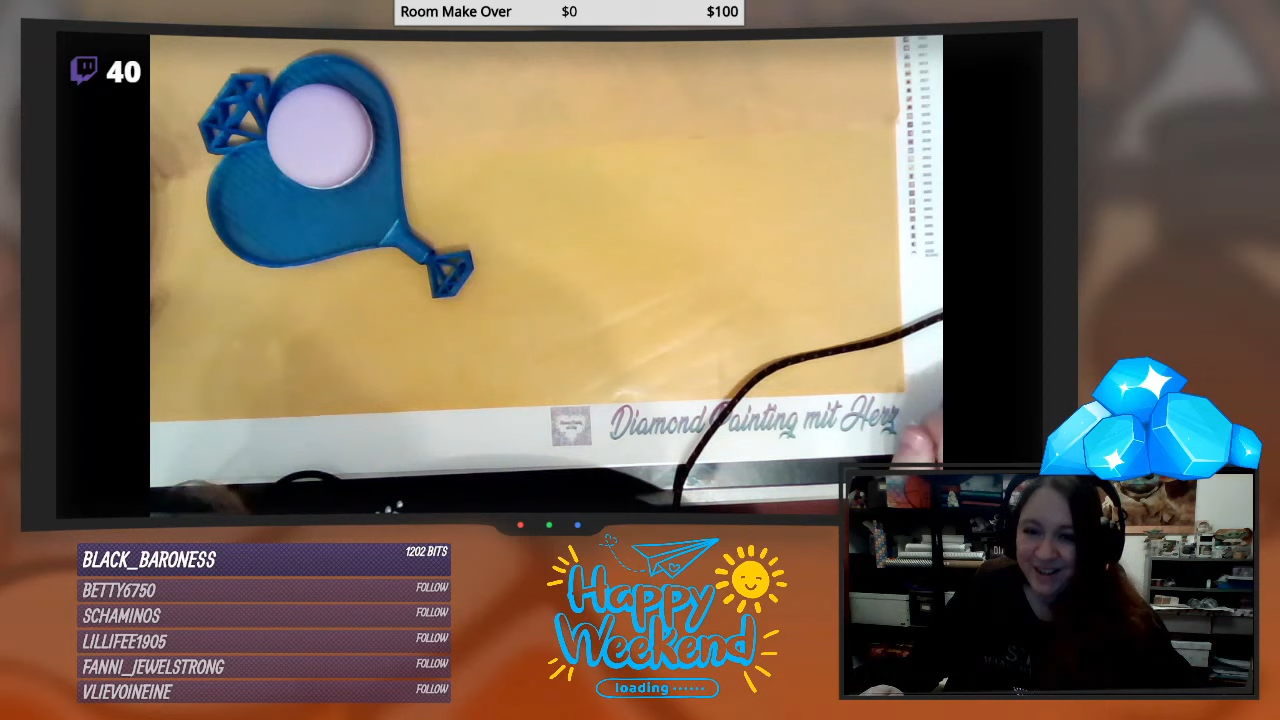 Room Make Over $0 $100
40
Diamond Painting mit Herz
BLACK_BARONESS 1202 BITS
BETTY6750 FOLLOW
SCHAMINOS FOLLOW
LILLIFEE1905 FOLLOW
FANNI_JEWELSTRONG FOLLOW
VLIEVOINEINE FOLLOW
Happy
Weekend
loading ······